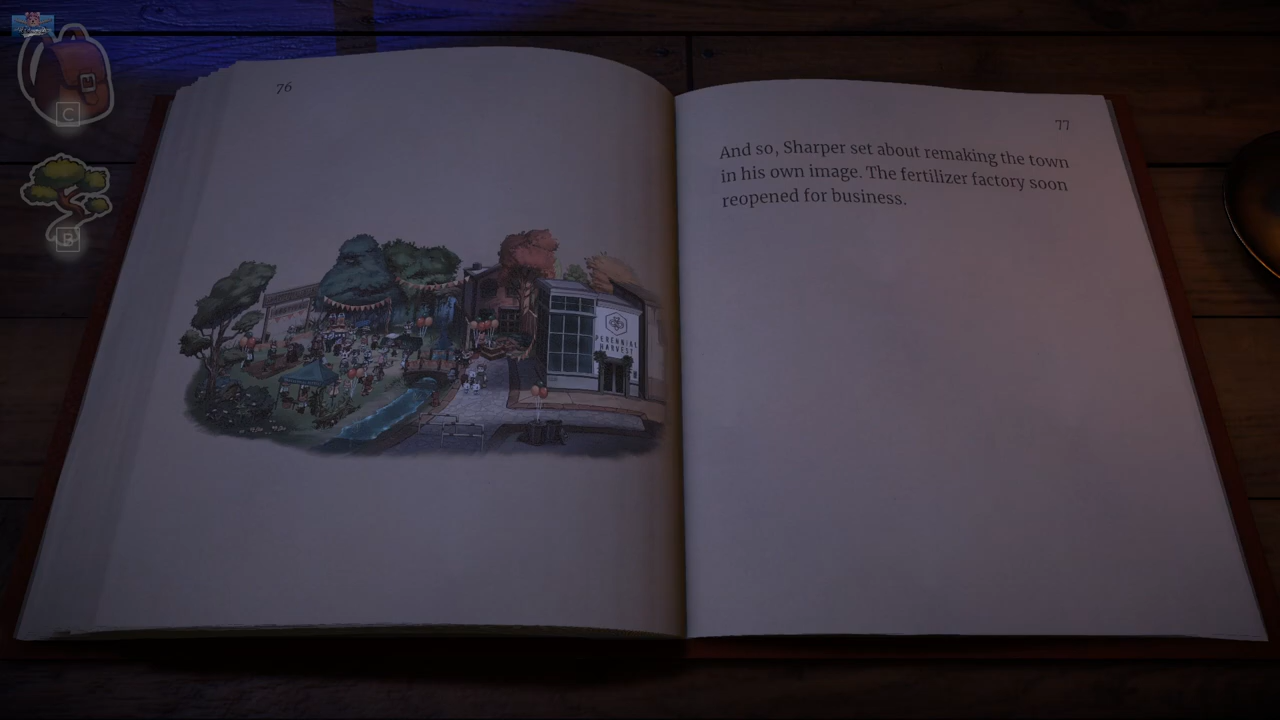 C
B
76
PERENNIAL
HARVEST
77
And so, Sharper set about remaking the town
in his own image. The fertilizer factory soon
reopened for business.